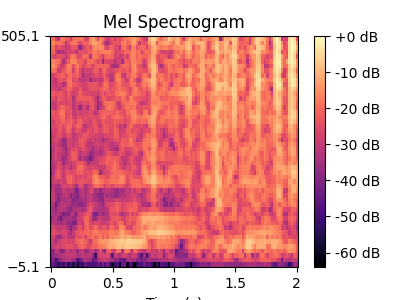 Mel Spectrogram
505.1
−5.1
0
0.5
1
1.5
2
+0 dB
-10 dB
-20 dB
-30 dB
-40 dB
-50 dB
-60 dB